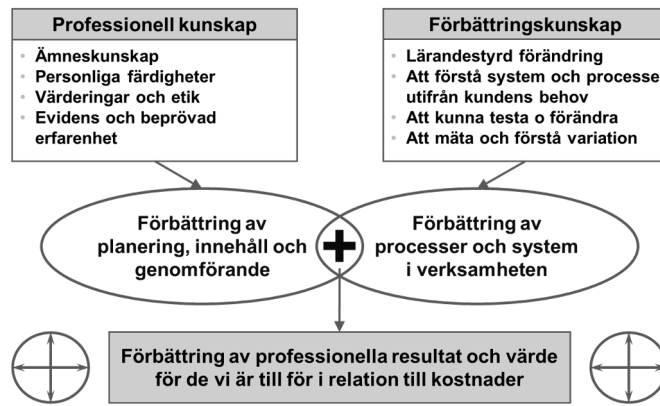 Professionell kunskap
Ämneskunskap
Personliga färdigheter
Värderingar och etik
Evidens och beprövad
erfarenhet
Förbättringskunskap
Lärandestyrd förändring
Att förstå system och processe
utifrån kundens behov
Att kunna testa o förändra
Att mäta och förstå variation
Förbättring av
planering, innehåll och
genomförande
Förbättring av
processer och system
i verksamheten
Förbättring av professionella resultat och värde
för de vi är till för i relation till kostnader